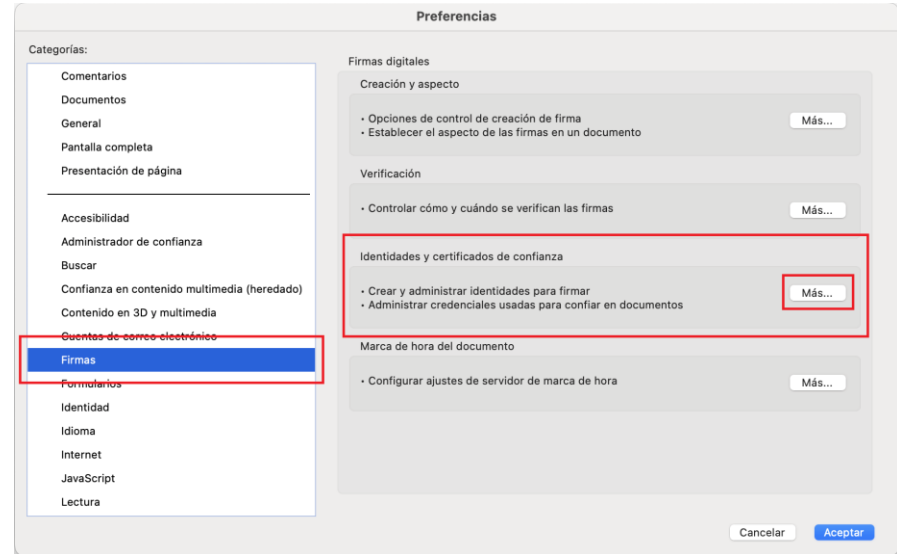 Preferencias
Categorías:
Comentarios
Documentos
General
Pantalla completa
Presentación de página
Accesibilidad
Administrador de confianza
Buscar
Confianza en contenido multimedia (heredado)
Contenido en 3D y multimedia
Cuentas de correo electrónico
Firmas
Formularios
Identidad
Idioma
Internet
JavaScript
Lectura
Firmas digitales
Creación y aspecto
• Opciones de control de creación de firma
• Establecer el aspecto de las firmas en un documento
Más...
Verificación
• Controlar cómo y cuándo se verifican las firmas
Más...
Identidades y certificados de confianza
• Crear y administrar identidades para firmar
• Administrar credenciales usadas para confiar en documentos
Más...
Marca de hora del documento
• Configurar ajustes de servidor de marca de hora
Más...
Cancelar
Aceptar